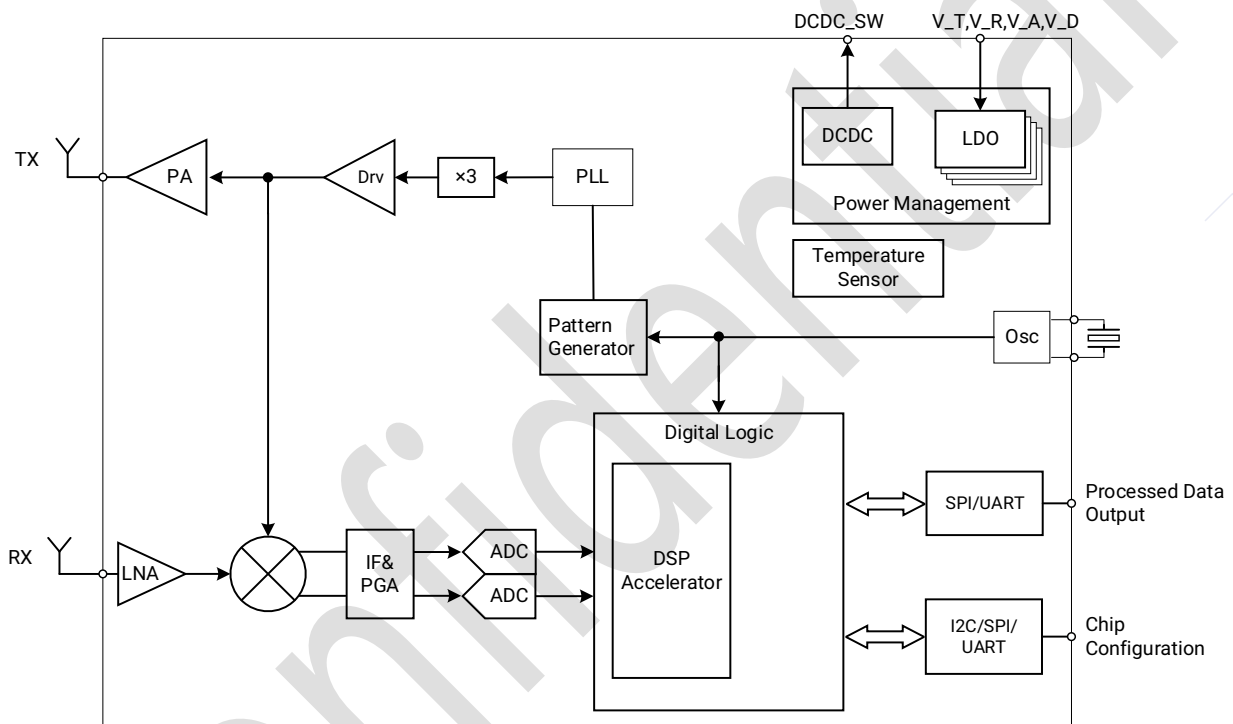 DCDC_SW
V_T,V_R,V_A,V_D
DCDC
LDO
Power Management
TX
PA
Drv
×3
PLL
Temperature
Sensor
Pattern
Generator
Osc
Digital Logic
DSP
Accelerator
SPI/UART
Processed Data
Output
RX
LNA
IF&
PGA
ADC
ADC
I2C/SPI/
UART
Chip
Configuration
onfidential